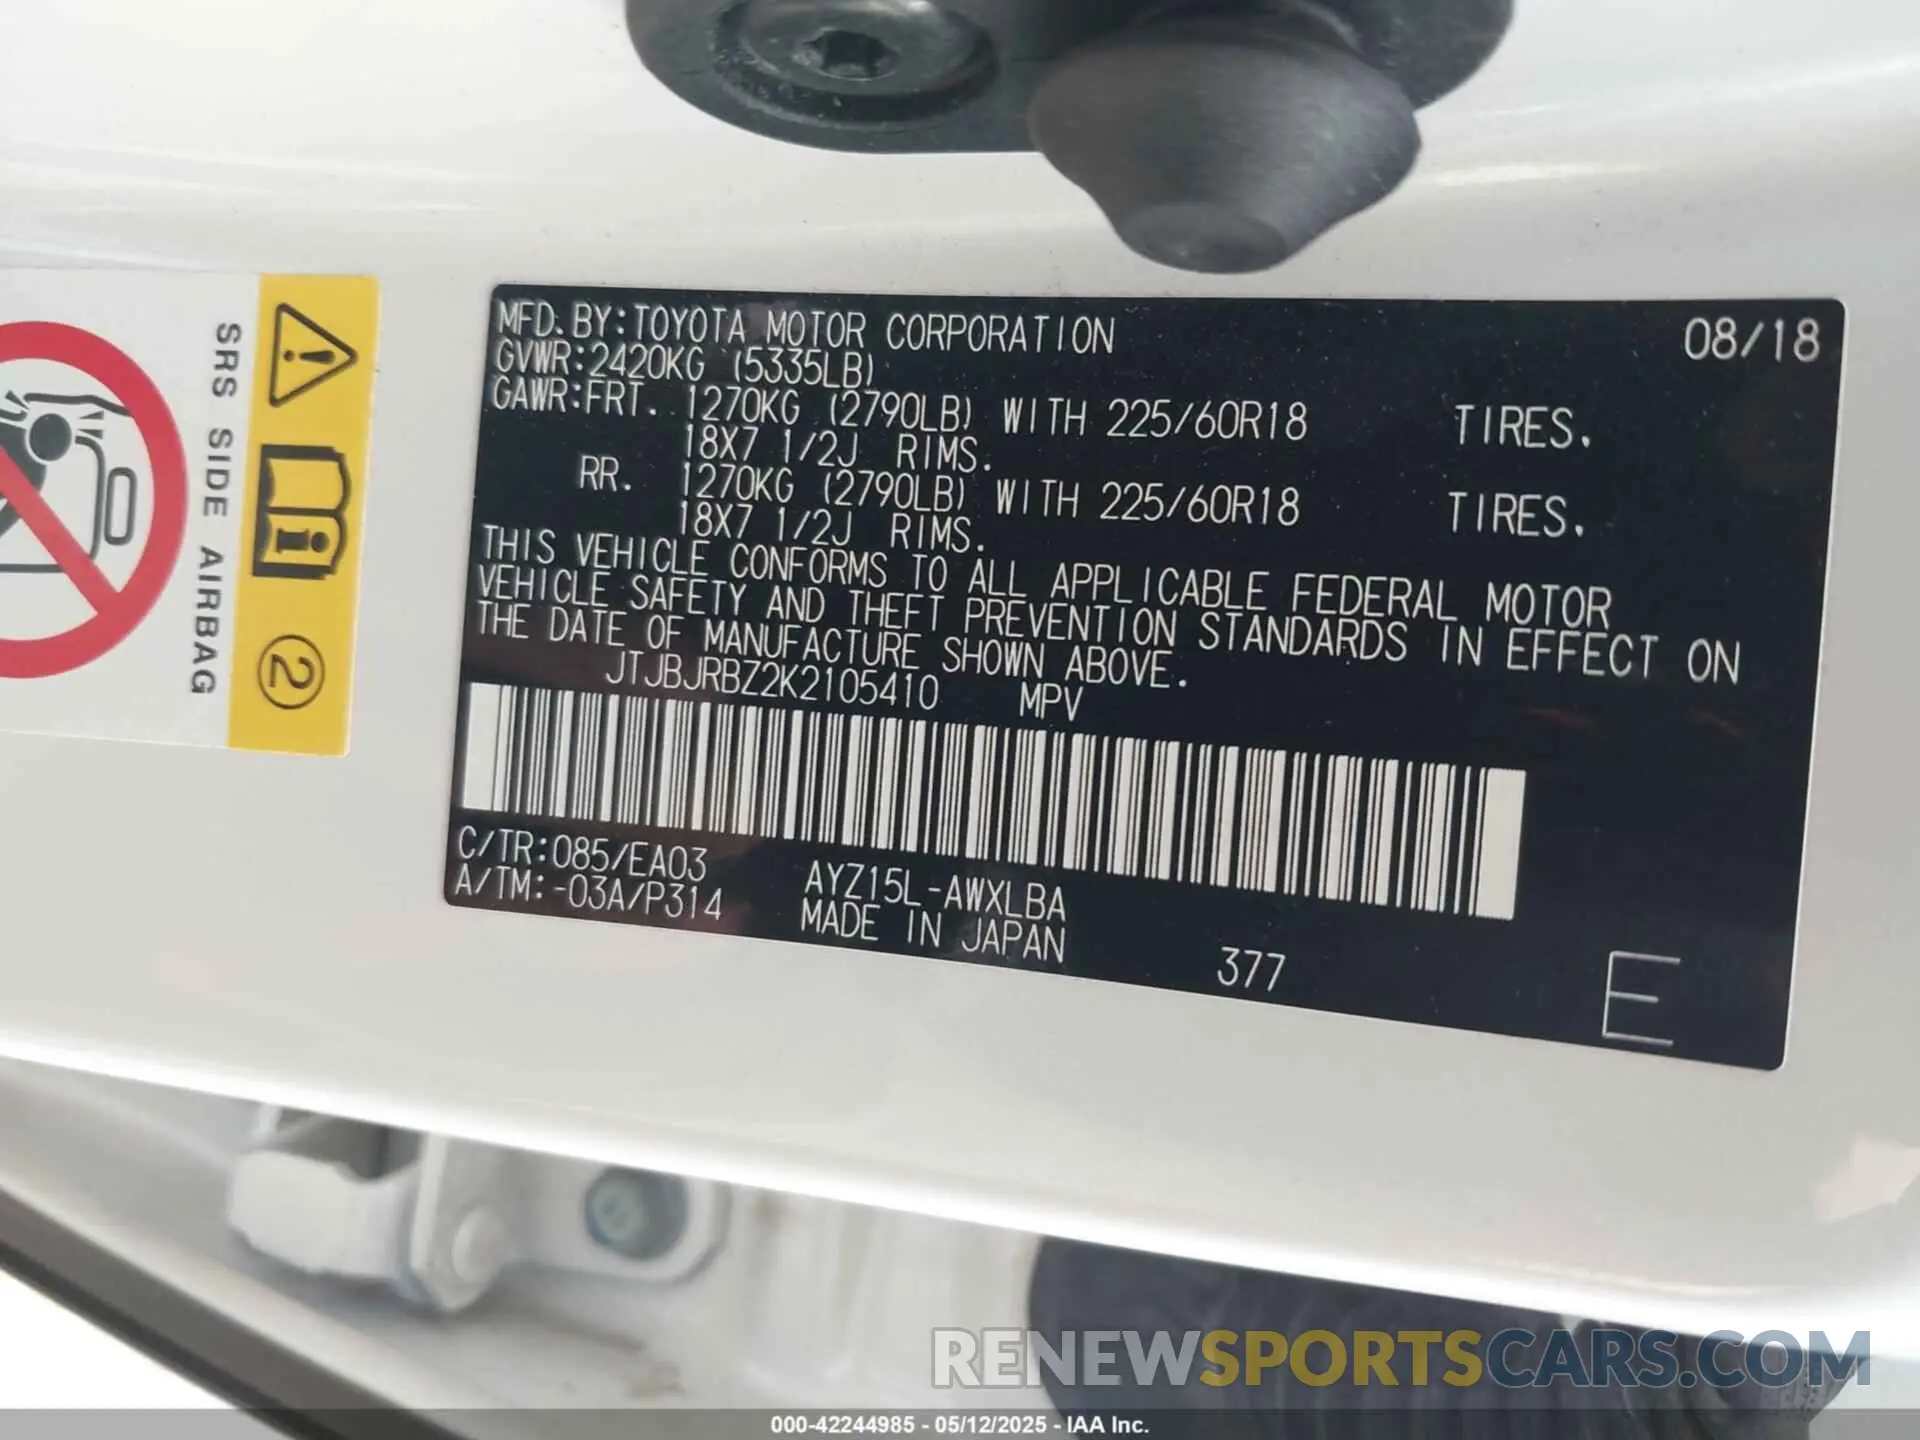 MFD. BY:TOYOTA MOTOR CORPORATION 08/18
GVWR:2420KG (5335LB)
GAWR:FRT. 1270KG (2790LB) WITH 225/60R18 TIRES.
18X7 1/2J RIMS.
RR. 1270KG (2790LB) WITH 225/60R18 TIRES.
18X7 1/2J RIMS.
THIS VEHICLE CONFORMS TO ALL APPLICABLE FEDERAL MOTOR
VEHICLE SAFETY AND THEFT PREVENTION STANDARDS IN EFFECT ON
THE DATE OF MANUFACTURE SHOWN ABOVE.
JTJBJRBZ2K2105410 MPV
C/TR:085/EA03 AYZ15L-AWXLBA
A/TM:-03A/P314 MADE IN JAPAN
377
E
SRS SIDE AIRBAG
2
RENEWSPORTSCARS.COM
000-42244985 - 05/12/2025 - IAA Inc.